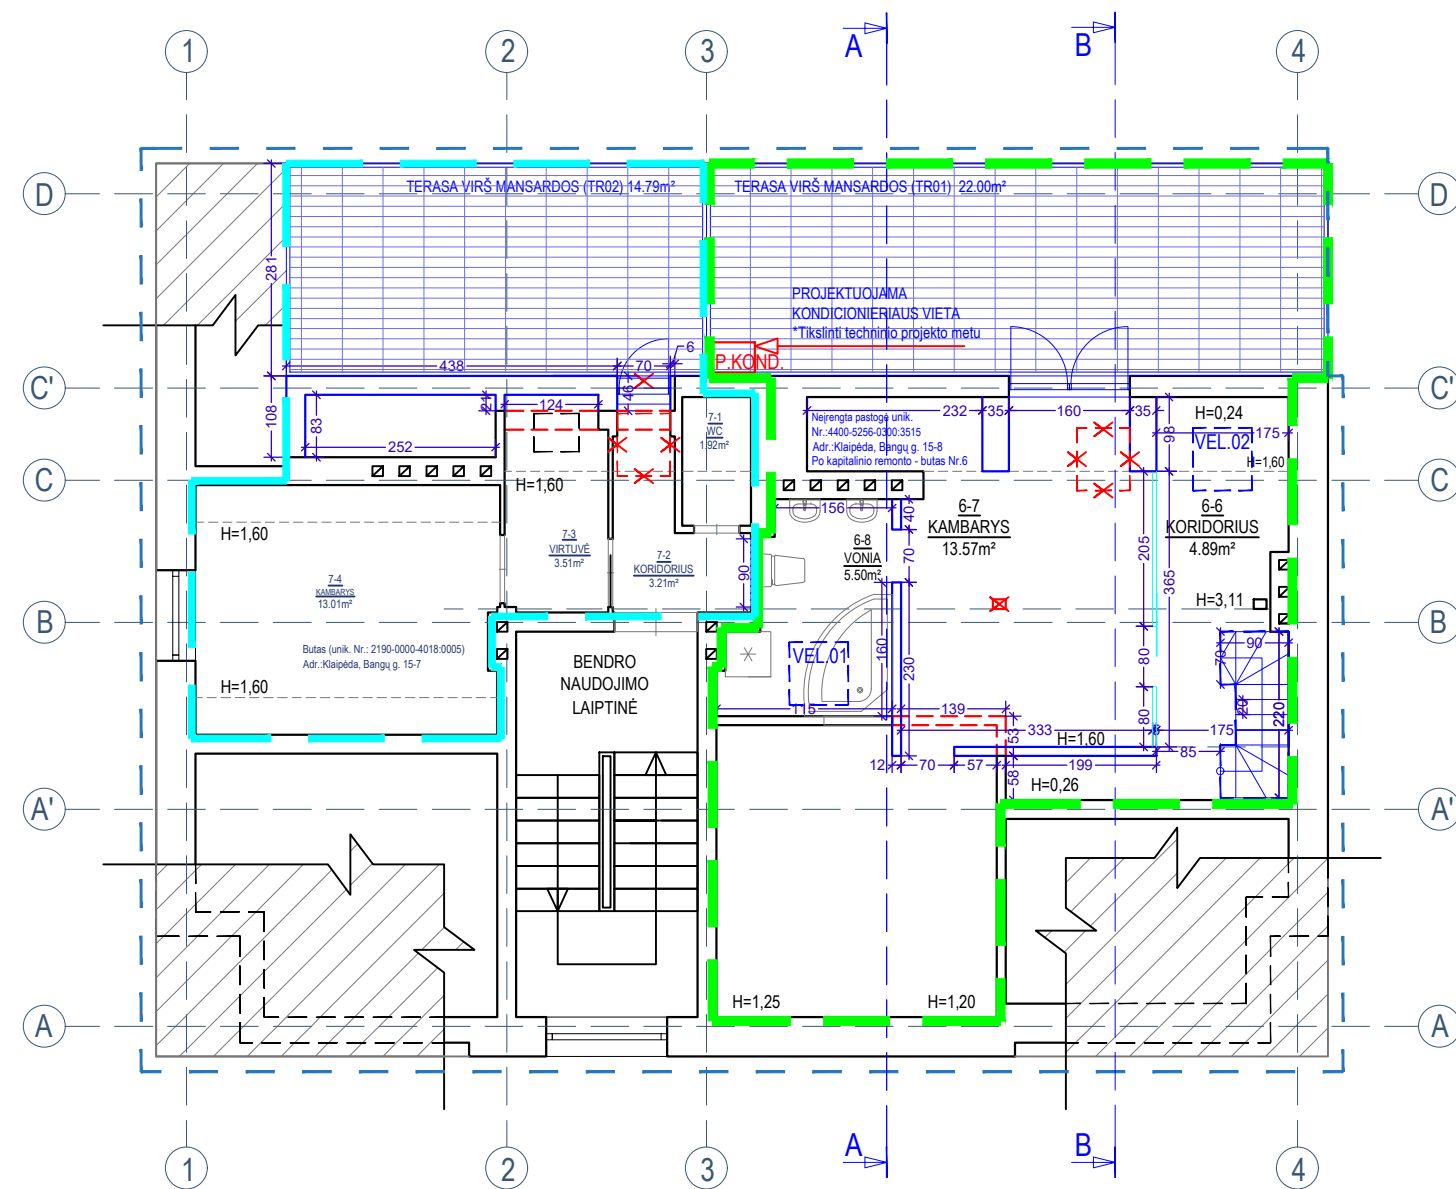 1
2
3
4
A
B
D
D
TERASA VIRŠ MANSARDOS (TR02) 14.79m²
TERASA VIRŠ MANSARDOS (TR01) 22.00m²
281
PROJEKTUOJAMA
KONDICIONIERIAUS VIETA
*Tikslinti techninio projekto metu
P.KOND.
6
438
70
C'
C'
108
83
252
21
124
46
7-1
WC
1.92m²
Neįrengta pastogė unik.
Nr.:4400-5256-0300:3515
Adr.:Klaipėda, Bangų g. 15-8
Po kapitalinio remonto - butas Nr.6
232
35
160
35
98
H=0,24
175
VEL.02
H=1,60
C
C
H=1,60
H=1,60
156
40
70
6-7
KAMBARYS
13.57m²
6-6
KORIDORIUS
4.89m²
205
365
7-3
VIRTUVĖ
3.51m²
7-2
KORIDORIUS
3.21m²
90
6-8
VONIA
5.50m²
7-4
KAMBARYS
13.01m²
H=3,11
B
B
Butas (unik. Nr.: 2190-0000-4018:0005)
Adr.:Klaipėda, Bangų g. 15-7
H=1,60
BENDRO
NAUDOJIMO
LAIPTINĖ
VEL.01
160
230
80
80
70
90
20
220
115
139
333
53
H=1,60
175
85
12
70
57
58
199
H=0,26
A'
A'
H=1,25
H=1,20
A
A
A
B
1
2
3
4